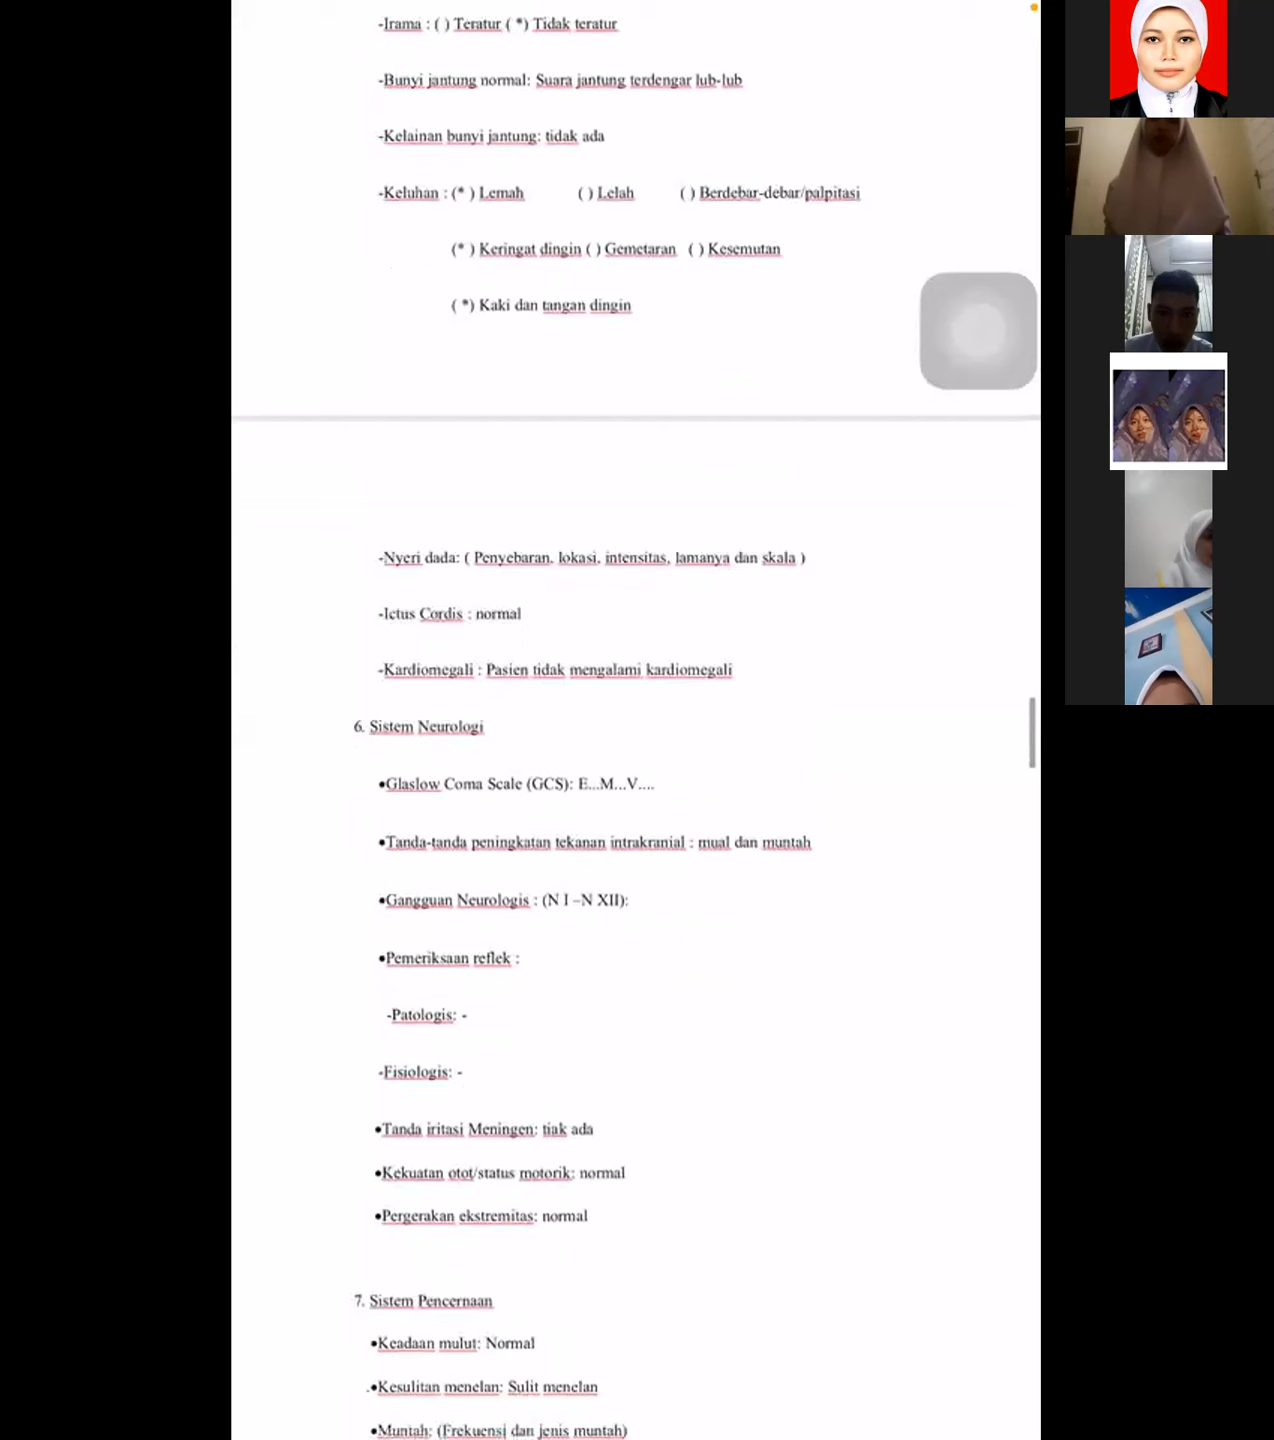 -Irama : ( ) Teratur ( *) Tidak teratur
-Bunyi jantung normal: Suara jantung terdengar lub-lub
-Kelainan bunyi jantung: tidak ada
-Keluhan : (* ) Lemah ( ) Lelah ( ) Berdebar-debar/palpitasi
(* ) Keringat dingin ( ) Gemetaran ( ) Kesemutan
( *) Kaki dan tangan dingin
-Nyeri dada: ( Penyebaran, lokasi, intensitas, lamanya dan skala )
-Ictus Cordis : normal
-Kardiomegali : Pasien tidak mengalami kardiomegali
6. Sistem Neurologi
•Glaslow Coma Scale (GCS): E...M...V....
•Tanda-tanda peningkatan tekanan intrakranial : mual dan muntah
•Gangguan Neurologis : (N I –N XII):
•Pemeriksaan reflek :
-Patologis: -
-Fisiologis: -
•Tanda iritasi Meningen: tiak ada
•Kekuatan otot/status motorik: normal
•Pergerakan ekstremitas: normal
7. Sistem Pencernaan
•Keadaan mulut: Normal
.•Kesulitan menelan: Sulit menelan
•Muntah: (Frekuensi dan jenis muntah)